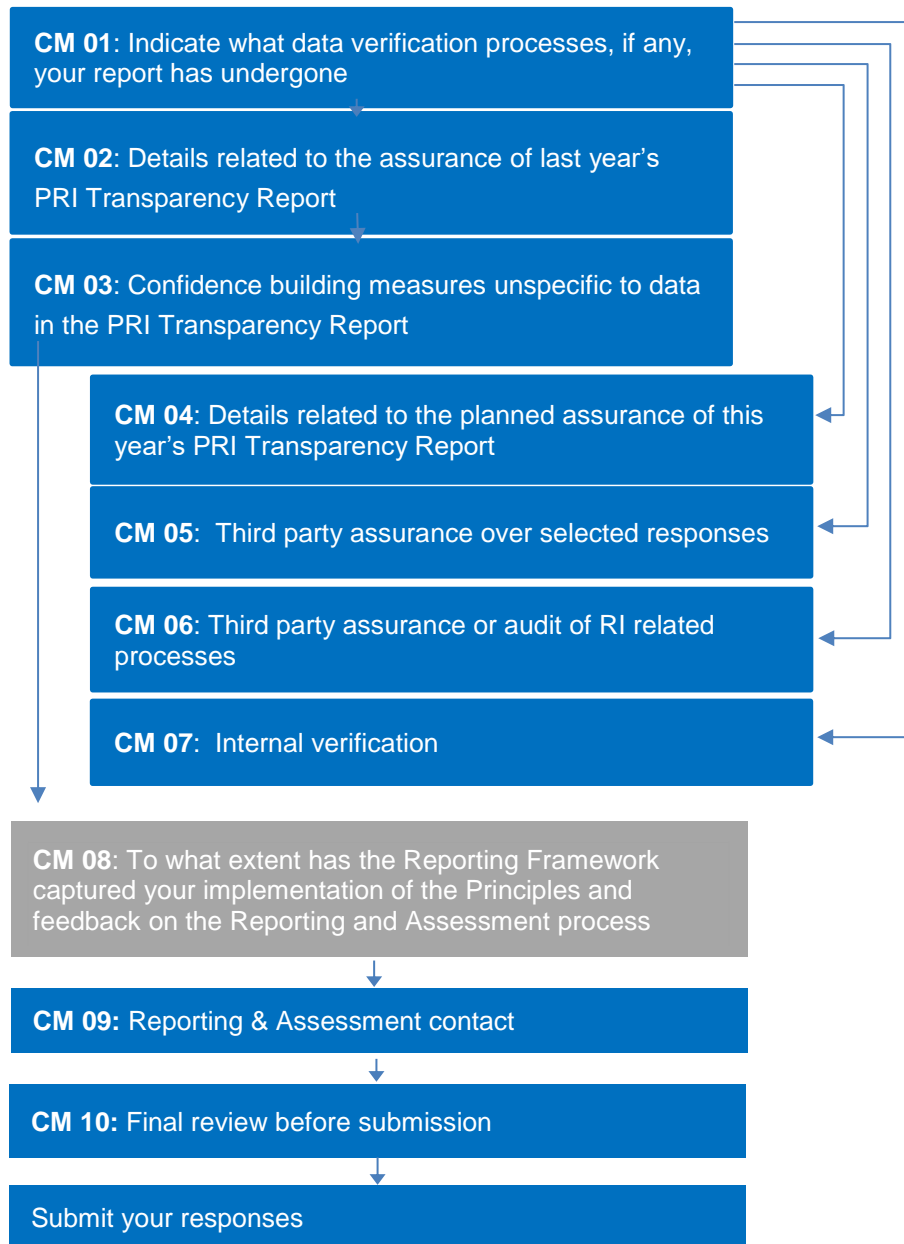 CM 01: Indicate what data verification processes, if any,
your report has undergone
CM 02: Details related to the assurance of last year’s
PRI Transparency Report
CM 03: Confidence building measures unspecific to data
in the PRI Transparency Report
CM 04: Details related to the planned assurance of this
year’s PRI Transparency Report
CM 05: Third party assurance over selected responses
CM 06: Third party assurance or audit of RI related
processes
CM 07: Internal verification
CM 08: To what extent has the Reporting Framework
captured your implementation of the Principles and
feedback on the Reporting and Assessment process
CM 09: Reporting & Assessment contact
CM 10: Final review before submission
Submit your responses